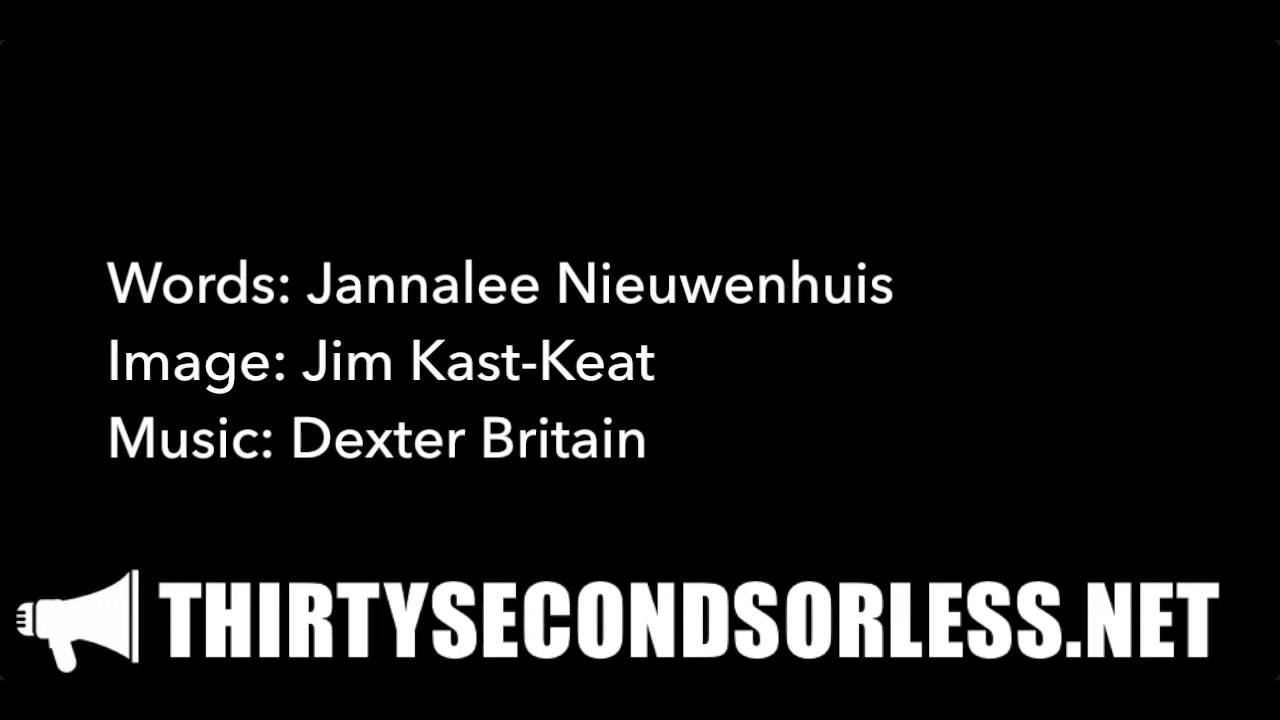 Words: Jannalee Nieuwenhuis
Image: Jim Kast-Keat
Music: Dexter Britain
THIRTYSECONDSORLESS.NET